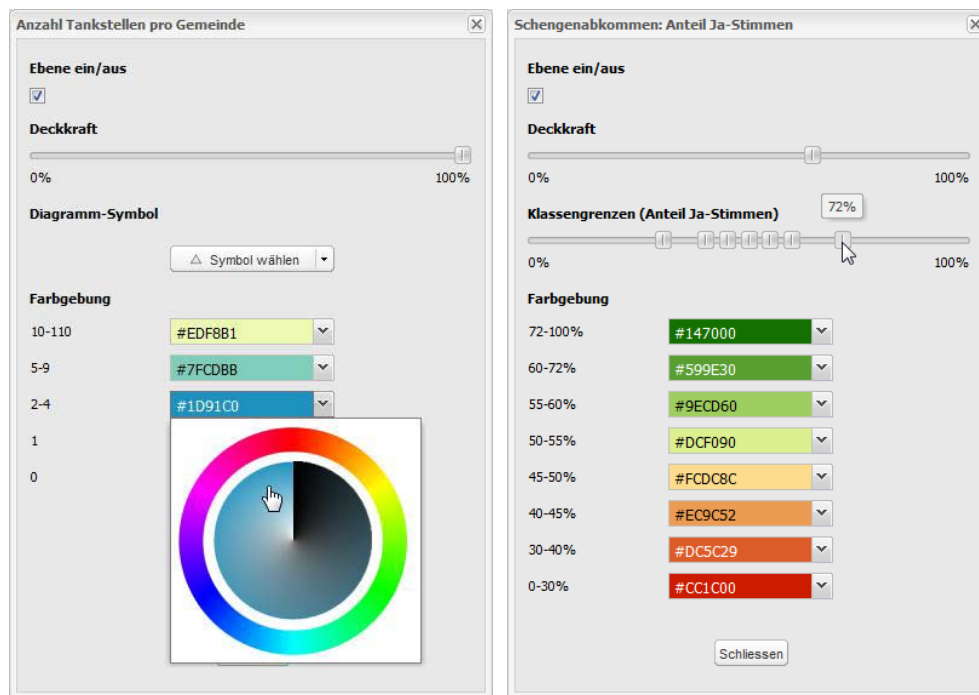 Anzahl Tankstellen pro Gemeinde
Ebene ein/aus
Deckkraft
0% 100%
Diagramm-Symbol
Symbol wählen
Farbgebung
10-110 #EDF8B1
5-9 #7FCDBB
2-4 #1D91C0
1
0
Schengenabkommen: Anteil Ja-Stimmen
Ebene ein/aus
Deckkraft
0% 100%
Klassengrenzen (Anteil Ja-Stimmen)
72%
0% 100%
Farbgebung
72-100% #147000
60-72% #599E30
55-60% #9ECD60
50-55% #DCF090
45-50% #FCDC8C
40-45% #EC9C52
30-40% #DC5C29
0-30% #CC1C00
Schliessen